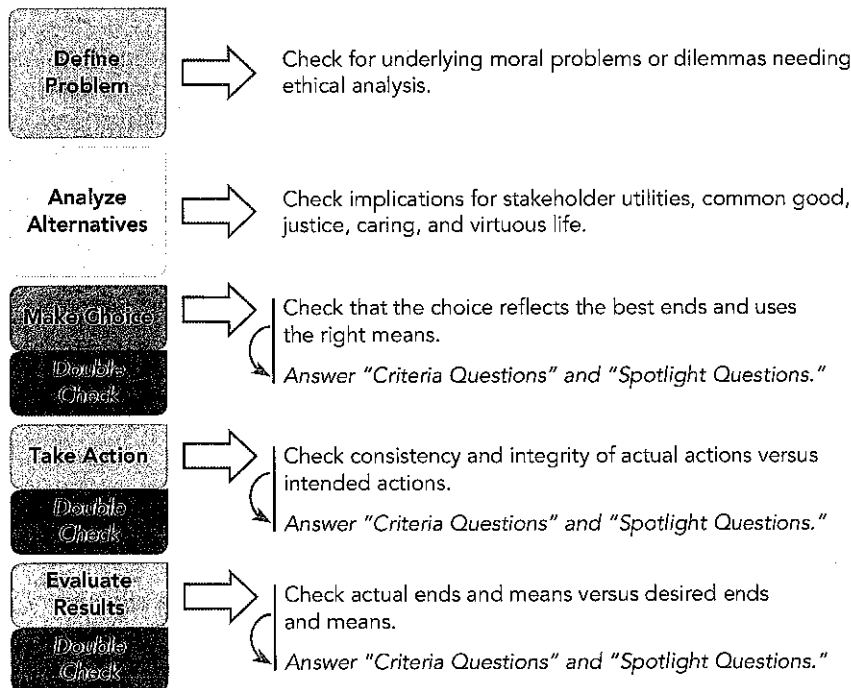 Define
Problem
Check for underlying moral problems or dilemmas needing
ethical analysis.
Analyze
Alternatives
Check implications for stakeholder utilities, common good,
justice, caring, and virtuous life.
Make Choice
Double
Check
Check that the choice reflects the best ends and uses
the right means.
Answer "Criteria Questions" and "Spotlight Questions."
Take Action
Double
Check
Check consistency and integrity of actual actions versus
intended actions.
Answer "Criteria Questions" and "Spotlight Questions."
Evaluate
Results
Double
Check
Check actual ends and means versus desired ends
and means.
Answer "Criteria Questions" and "Spotlight Questions."